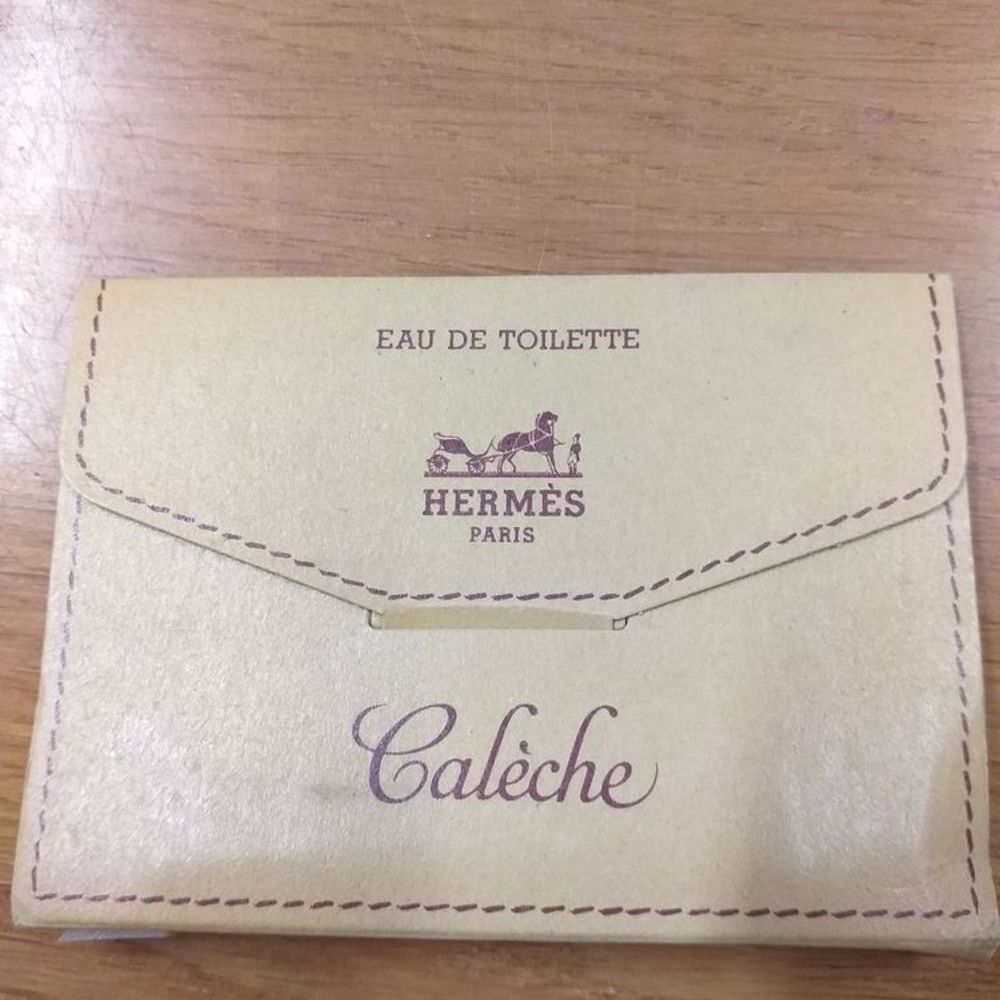 EAU DE TOILETTE
HERMÈS
PARIS
Calèche